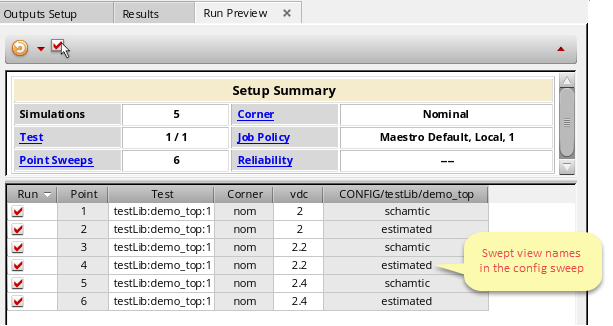 Outputs Setup Results Run Preview
Setup Summary
Simulations 5 Corner Nominal
Test 1 / 1 Job Policy Maestro Default, Local, 1
Point Sweeps 6 Reliability ---
Run Point Test Corner vdc CONFIG/testLib/demo_top
1 testLib:demo_top:1 nom 2 schamtic
2 testLib:demo_top:1 nom 2 estimated
3 testLib:demo_top:1 nom 2.2 schamtic
4 testLib:demo_top:1 nom 2.2 estimated
5 testLib:demo_top:1 nom 2.4 schamtic
6 testLib:demo_top:1 nom 2.4 estimated
Swept view names
in the config sweep